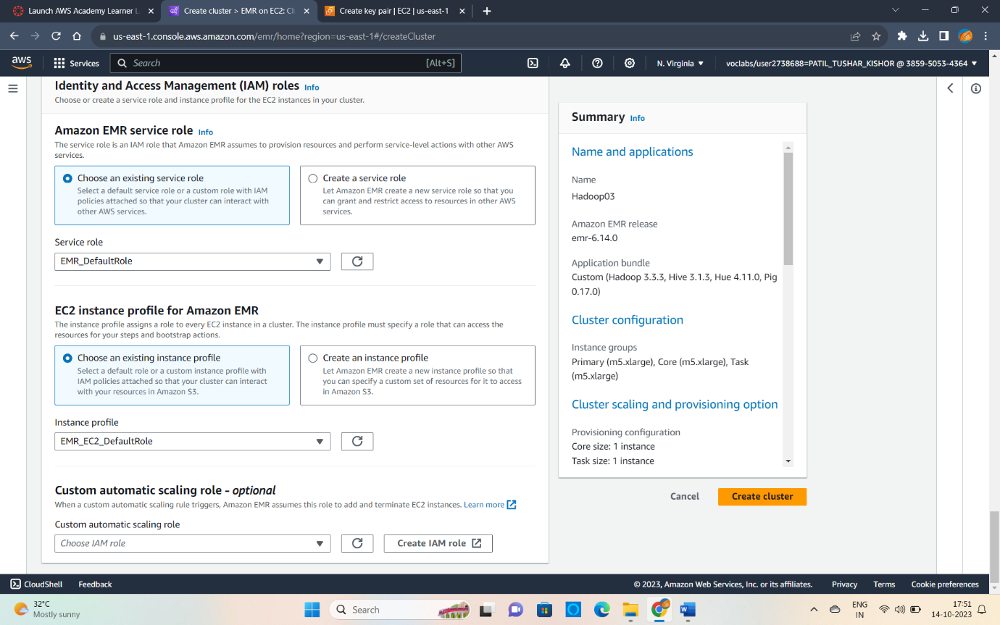 Launch AWS Academy Learner L
Create cluster > EMR on EC2: Cl
Create key pair | EC2 | us-east-1
us-east-1.console.aws.amazon.com/emr/home?region=us-east-1#/createCluster
aws
Services
Search
[Alt+S]
N. Virginia
voclabs/user2738688=PATIL_TUSHAR_KISHOR @ 3859-5053-4364
Identity and Access Management (IAM) roles Info
Choose or create a service role and instance profile for the EC2 instances in your cluster.
Amazon EMR service role Info
The service role is an IAM role that Amazon EMR assumes to provision resources and perform service-level actions with other AWS
services.
Choose an existing service role
Select a default service role or a custom role with IAM
policies attached so that your cluster can interact with
other AWS services.
Create a service role
Let Amazon EMR create a new service role so that you
can grant and restrict access to resources in other AWS
services.
Service role
EMR_DefaultRole
EC2 instance profile for Amazon EMR
The instance profile assigns a role to every EC2 instance in a cluster. The instance profile must specify a role that can access the
resources for your steps and bootstrap actions.
Choose an existing instance profile
Select a default role or a custom instance profile with
IAM policies attached so that your cluster can interact
with your resources in Amazon S3.
Create an instance profile
Let Amazon EMR create a new instance profile so that
you can specify a custom set of resources for it to access
in Amazon S3.
Instance profile
EMR_EC2_DefaultRole
Custom automatic scaling role - optional
When a custom automatic scaling rule triggers, Amazon EMR assumes this role to add and terminate EC2 instances. Learn more
Custom automatic scaling role
Choose IAM role
Create IAM role
Summary Info
Name and applications
Name
Hadoop03
Amazon EMR release
emr-6.14.0
Application bundle
Custom (Hadoop 3.3.3, Hive 3.1.3, Hue 4.11.0, Pig
0.17.0)
Cluster configuration
Instance groups
Primary (m5.xlarge), Core (m5.xlarge), Task
(m5.xlarge)
Cluster scaling and provisioning option
Provisioning configuration
Core size: 1 instance
Task size: 1 instance
Cancel
Create cluster
CloudShell
Feedback
© 2023, Amazon Web Services, Inc. or its affiliates.
Privacy
Terms
Cookie preferences
32°C
Mostly sunny
Search
ENG
IN
17:51
14-10-2023